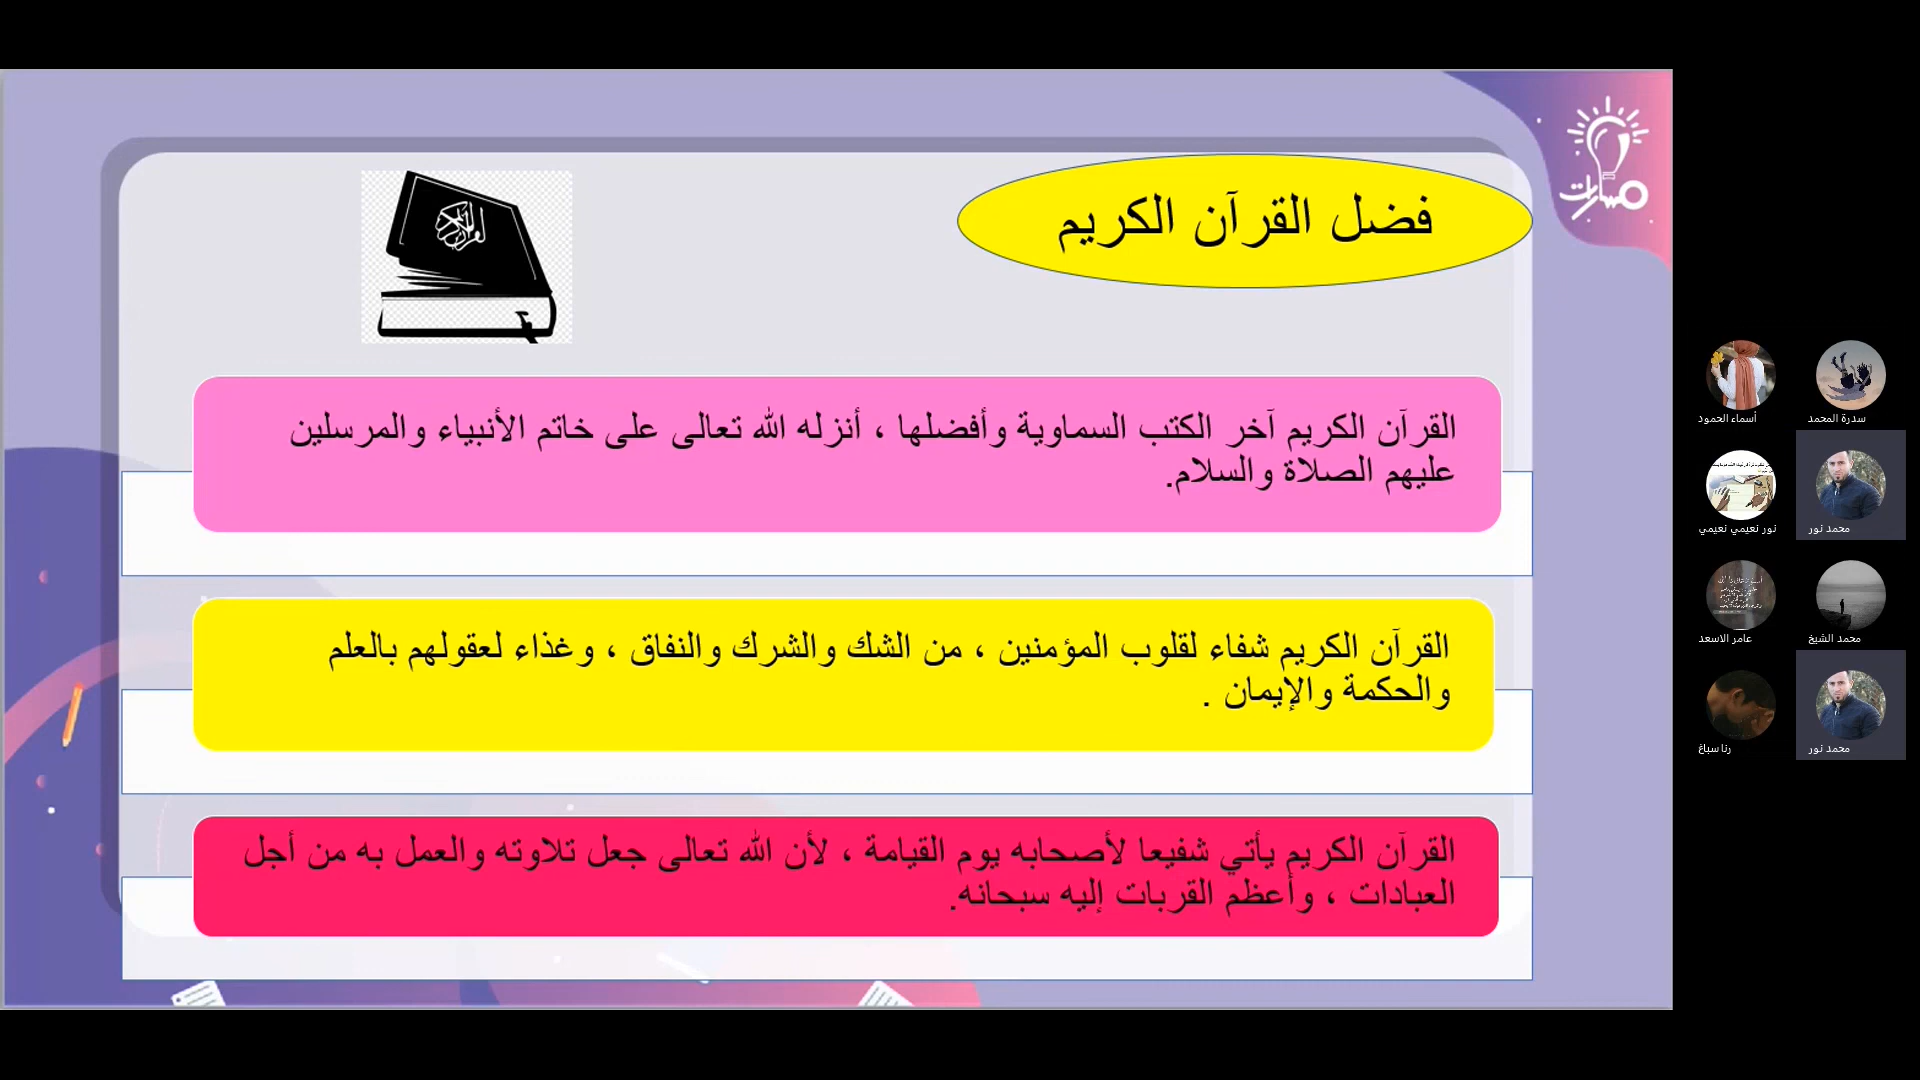 مسارات
فضل القرآن الكريم
القرآن الكريم آخر الكتب السماوية وأفضلها ، أنزله الله تعالى على خاتم الأنبياء والمرسلين
عليهم الصلاة والسلام.
القرآن الكريم شفاء لقلوب المؤمنين ، من الشك والشرك والنفاق ، وغذاء لعقولهم بالعلم
والحكمة والإيمان .
القرآن الكريم يأتي شفيعا لأصحابه يوم القيامة ، لأن الله تعالى جعل تلاوته والعمل به من أجل
العبادات ، وأعظم القربات إليه سبحانه.
سدرة المحمد
أسماء الحمود
محمد نور
نور نعيمي نعيمي
محمد الشيخ
عامر الاسعد
محمد نور
رنا سباغ